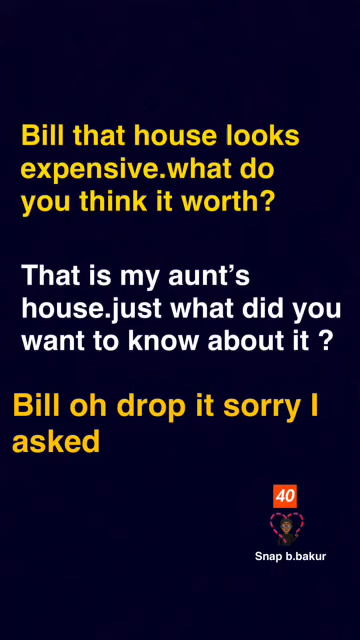 Bill that house looks
expensive.what do
you think it worth?
That is my aunt’s
house.just what did you
want to know about it ?
Bill oh drop it sorry I
asked
40
Snap b.bakur